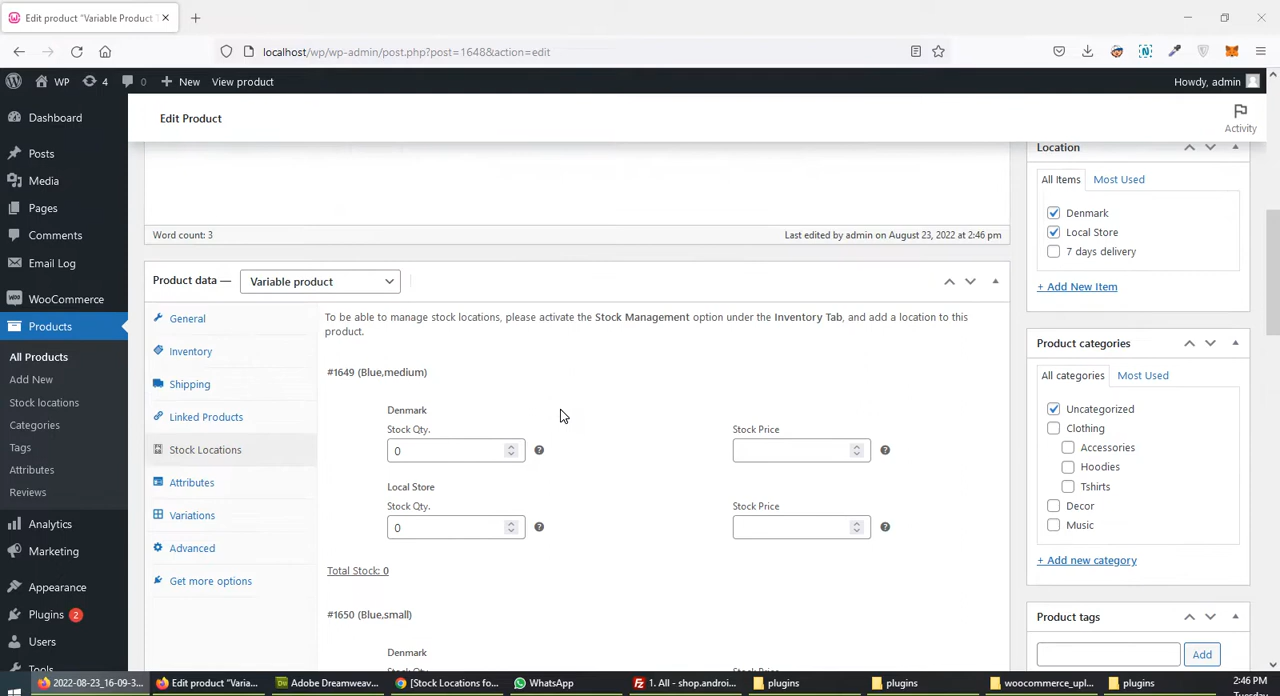 Edit product "Variable Product T
localhost/wp/wp-admin/post.php?post=1648&action=edit
WP
4
0
New
View product
Howdy, admin
Dashboard
Posts
Media
Pages
Comments
Email Log
WooCommerce
Products
All Products
Add New
Stock locations
Categories
Tags
Attributes
Reviews
Analytics
Marketing
Appearance
Plugins 2
Users
Tools
Edit Product
Activity
Word count: 3
Last edited by admin on August 23, 2022 at 2:46 pm
Product data —
Variable product
General
Inventory
Shipping
Linked Products
Stock Locations
Attributes
Variations
Advanced
Get more options
To be able to manage stock locations, please activate the Stock Management option under the Inventory Tab, and add a location to this
product.
#1649 (Blue,medium)
Denmark
Stock Qty.
Stock Price
0
Local Store
Stock Qty.
Stock Price
0
Total Stock: 0
#1650 (Blue,small)
Denmark
Location
All Items
Most Used
Denmark
Local Store
7 days delivery
+ Add New Item
Product categories
All categories
Most Used
Uncategorized
Clothing
Accessories
Hoodies
Tshirts
Decor
Music
+ Add new category
Product tags
Add
2022-08-23_16-09-3...
Edit product "Varia...
Adobe Dreamweav...
[Stock Locations fo...
WhatsApp
1. All - shop.androi...
plugins
plugins
woocommerce_upl...
plugins
2:46 PM